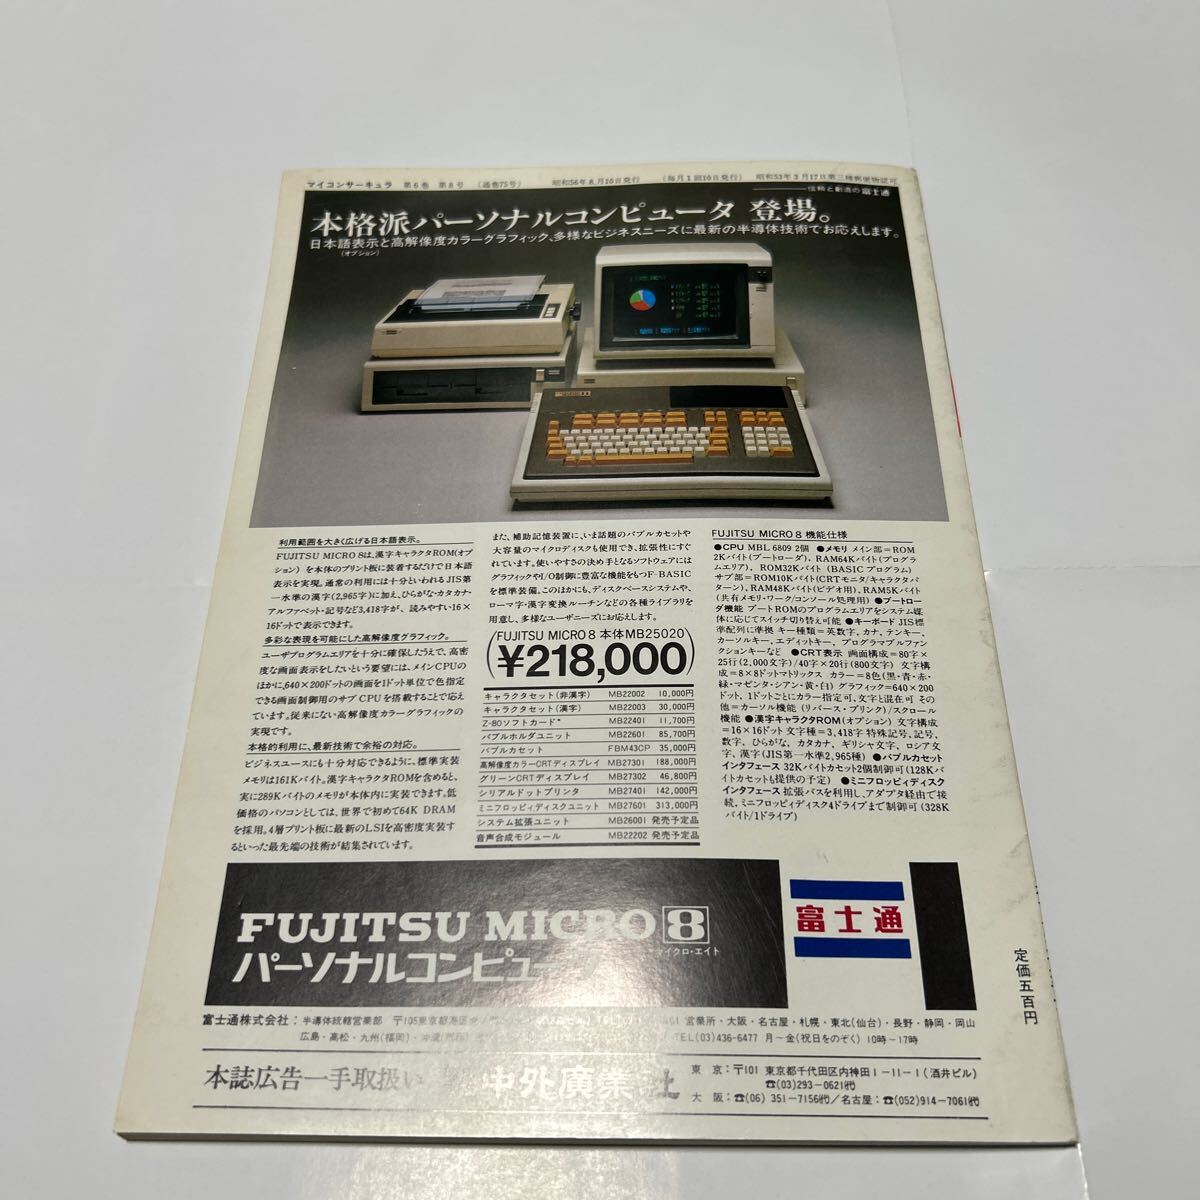 マイコンサーキュラ 第6巻 第8号 (通巻75号) 昭和56年8月10日発行 (毎月1回10日発行) 昭和53年3月17日第三種郵便物認可
信頼と創造の富士通
本格派パーソナルコンピュータ 登場。
日本語表示と高解像度カラーグラフィック、多様なビジネスニーズに最新の半導体技術でお応えします。
(オプション)
利用範囲を大きく広げる日本語表示。
FUJITSU MICRO 8は、漢字キャラクタROM(オプ
ション) を本体のプリント板に装着するだけで日本語
表示を実現。通常の利用には十分といわれるJIS第
一水準の漢字(2,965字)に加え、ひらがな・カタカナ・
アルファベット・記号など3,418字が、読みやすい16×
16ドットで表示できます。
多彩な表現を可能にした高解像度グラフィック。
ユーザプログラムエリアを十分に確保したうえで、高密
度な画面表示をしたいという要望には、メインCPUの
ほかに、640×200ドットの画面を1ドット単位で色指定
できる画面制御用のサブCPUを搭載することで応え
ています。従来にない高解像度カラーグラフィックの
実現です。
本格的利用に、最新技術で余裕の対応。
ビジネスユースにも十分対応できるように、標準実装
メモリは161Kバイト。漢字キャラクタROMを含めると、
実に289Kバイトのメモリが本体内に実装できます。低
価格のパソコンとしては、世界で初めて64K DRAM
を採用。4層プリント板に最新のLSIを高密度実装す
るといった最先端の技術が結集されています。
また、補助記憶装置に、いま話題のバブルカセットや
大容量のマイクロディスクも使用でき、拡張性にすぐ
れています。使いやすさの決め手となるソフトウェアには
グラフィックやI/O制御に豊富な機能をもつF-BASIC
を標準装備。このほかにも、ディスクベースシステムや、
ローマ字・漢字変換ルーチンなどの各種ライブラリを
用意し、多様なユーザニーズにお応えします。
(FUJITSU MICRO 8 本体MB25020)
¥218,000
キャラクタセット(非漢字) MB22002 10,000円
キャラクタセット(漢字) MB22003 30,000円
Z-80ソフトカード* MB22401 11,700円
バブルホルダユニット MB22601 85,700円
バブルカセット FBM43CP 35,000円
高解像度カラーCRTディスプレイ MB27301 188,000円
グリーンCRTディスプレイ MB27302 46,800円
シリアルドットプリンタ MB27401 142,000円
ミニフロッピィディスクユニット MB27601 313,000円
システム拡張ユニット MB26001 発売予定品
音声合成モジュール MB22202 発売予定品
FUJITSU MICRO 8 機能仕様
●CPU MBL 6809 2個 ●メモリ メイン部=ROM
2Kバイト(ブートローダ), RAM64Kバイト(プログラ
ムエリア), ROM32Kバイト (BASIC プログラム)
サブ部=ROM10Kバイト(CRTモニタ/キャラクタパ
ターン), RAM48Kバイト(ビデオ用), RAM5Kバイト
(共有メモリ・ワーク/コンソール処理用) ●ブートロー
ダ機能 ブートROMのプログラムエリアをシステム媒
体に応じてスイッチ切り替え可能 ●キーボード JIS標
準配列に準拠 キー種類=英数字, カナ, テンキー,
カーソルキー, エディットキー, プログラマブルファン
クションキーなど ●CRT表示 画面構成=80字×
25行(2,000文字)/40字×20行(800文字) 文字構
成=8×8ドットマトリックス カラー=8色(黒・青・赤・
緑・マゼンタ・シアン・黄・白) グラフィック=640×200
ドット, 1ドットごとにカラー指定可, 文字と混在可 その
他=カーソル機能 (リバース・ブリンク)/スクロール
機能 ●漢字キャラクタROM(オプション) 文字構成
=16×16ドット 文字種=3,418字 特殊記号, 記号,
数字, ひらがな, カタカナ, ギリシャ文字, ロシア文
字, 漢字(JIS第一水準2,965種) ●バブルカセット
インタフェース 32Kバイトカセット2個制御可(128Kバ
イトカセットも提供の予定) ●ミニフロッピィディスク
インタフェース 拡張バスを利用し、アダプタ経由で接
続, ミニフロッピィディスク4ドライブまで制御可 (328K
バイト/1ドライブ)
FUJITSU MICRO 8
マイクロ・エイト
パーソナルコンピュー
富士通
定価五百円
富士通株式会社: 半導体統轄営業部 〒105東京都港区 営業所・大阪・名古屋・札幌・東北(仙台)・長野・静岡・岡山
広島・高松・九州(福岡)・沖縄 TEL(03)436-6477 月~金(祝日をのぞく) 10時~17時
本誌広告一手取扱い 中外廣業 社
東京:〒101 東京都千代田区内神田1-11-1(酒井ビル)
☎(03)293-0621㈹
大阪:☎(06) 351-7156㈹/名古屋:☎(052)914-7061㈹